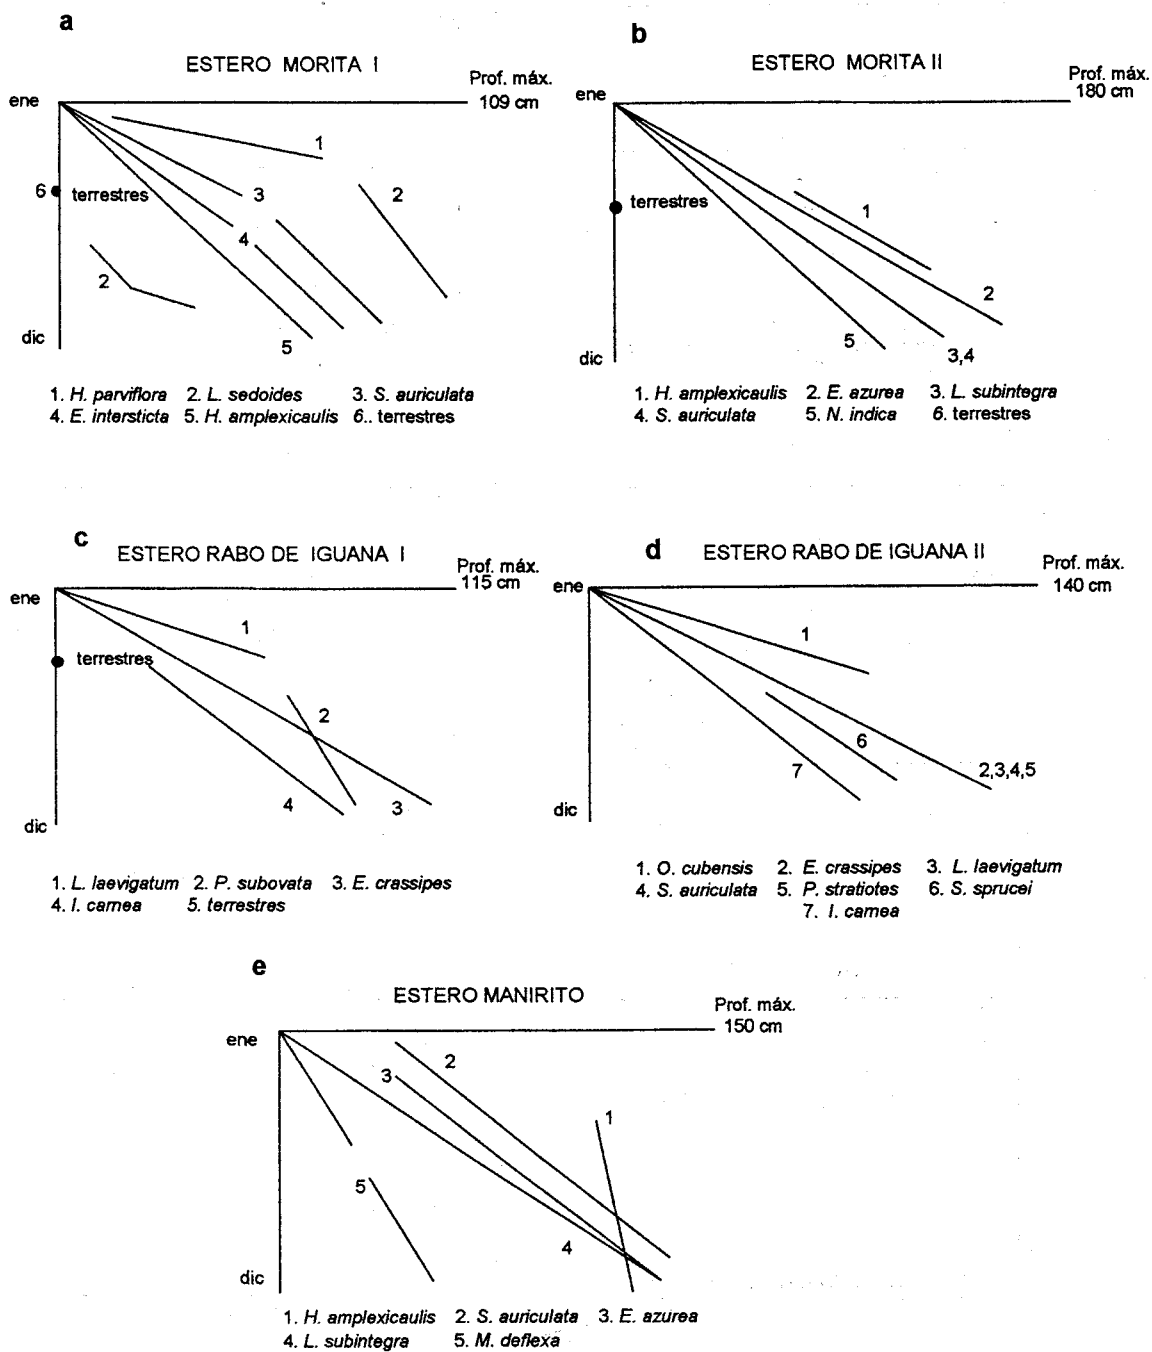 a
ESTERO MORITA I
Prof. máx.
109 cm
ene
1
2
3
6 terrestres
4
2
5
dic
1. H. parviflora 2. L. sedoides 3. S. auriculata
4. E. intersticta 5. H. amplexicaulis 6.. terrestres
b
ESTERO MORITA II
Prof. máx.
180 cm
ene
terrestres
1
2
5
3,4
dic
1. H. amplexicaulis 2. E. azurea 3. L. subintegra
4. S. auriculata 5. N. indica 6. terrestres
c
ESTERO RABO DE IGUANA I
Prof. máx.
115 cm
ene
1
terrestres
2
4
3
dic
1. L. laevigatum 2. P. subovata 3. E. crassipes
4. I. carnea 5. terrestres
d
ESTERO RABO DE IGUANA II
Prof. máx.
140 cm
ene
1
6
7
2,3,4,5
dic
1. O. cubensis 2. E. crassipes 3. L. laevigatum
4. S. auriculata 5. P. stratiotes 6. S. sprucei
7. I. carnea
e
ESTERO MANIRITO
Prof. máx.
150 cm
ene
2
3
1
5
4
dic
1. H. amplexicaulis 2. S. auriculata 3. E. azurea
4. L. subintegra 5. M. deflexa